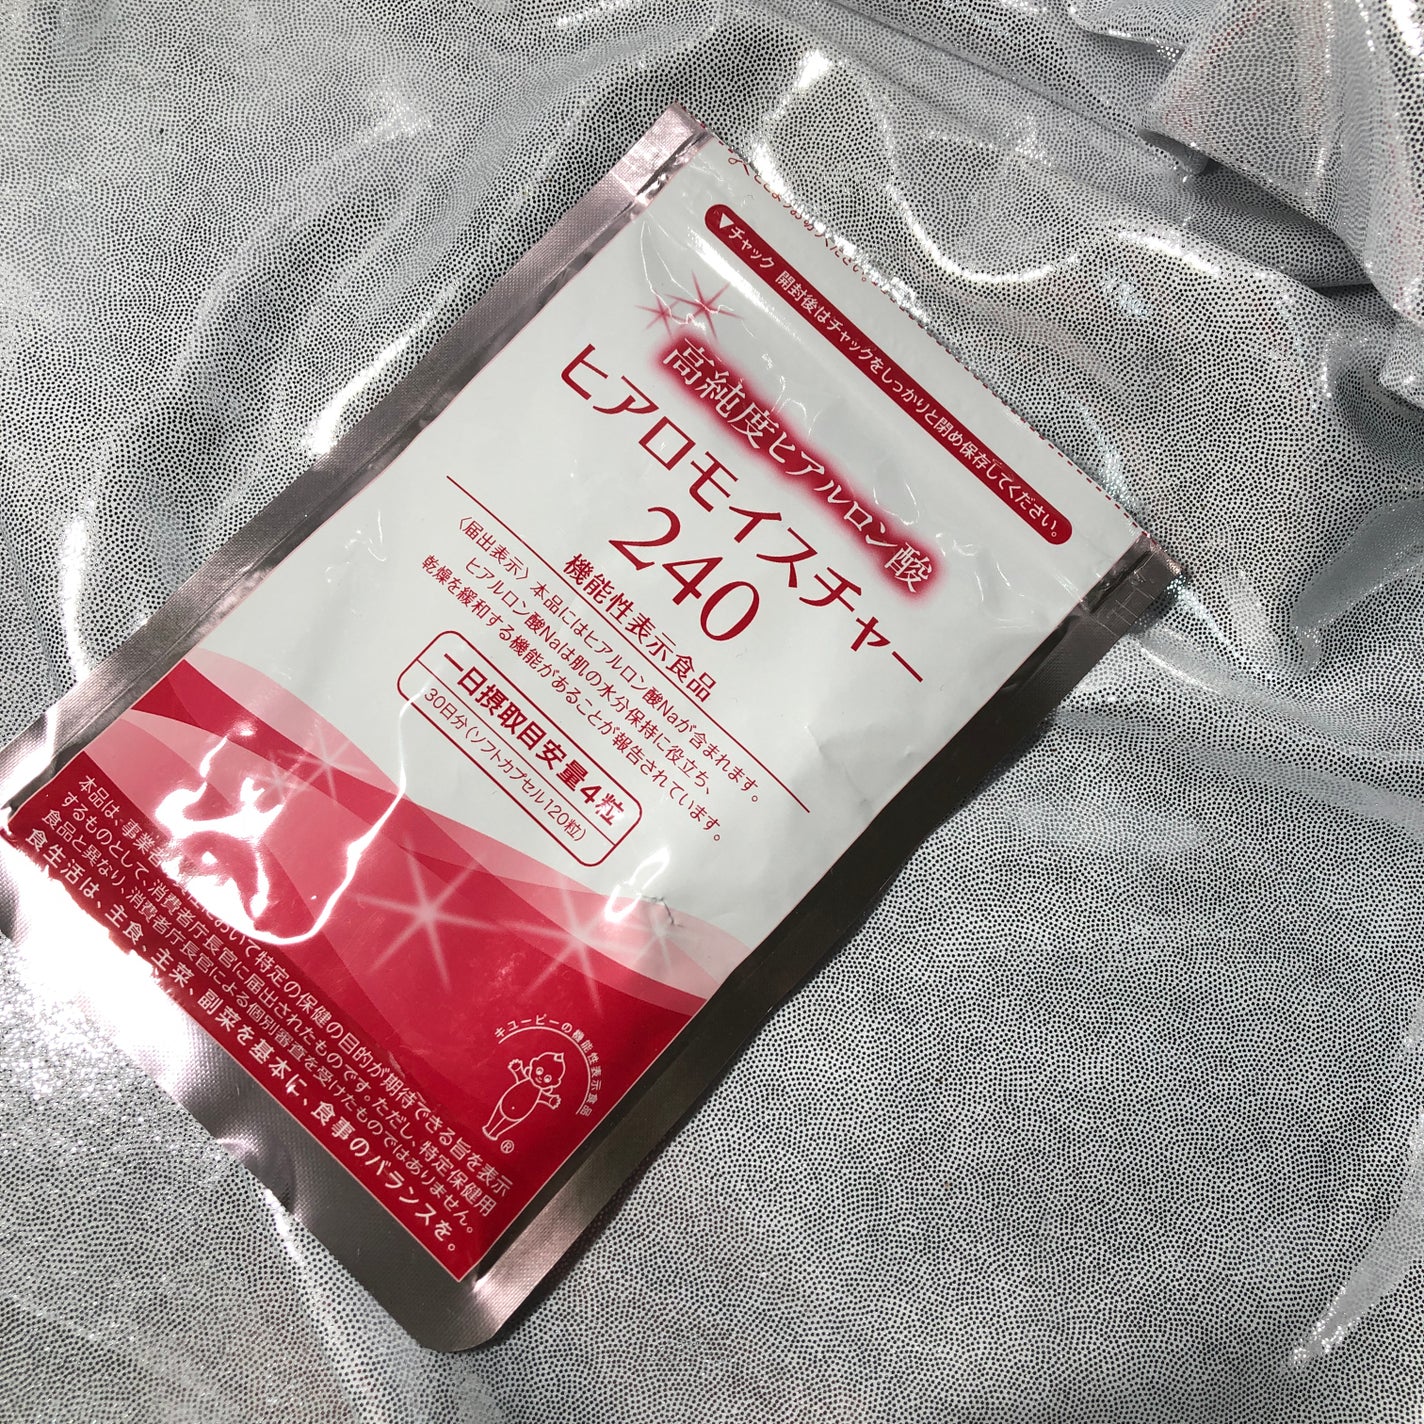 ください。
▼チャック 開封後はチャックをしっかりと閉め保存してください。
高純度ヒアルロン酸
ヒアロモイスチャー
240
機能性表示食品
〈届出表示〉本品にはヒアルロン酸Naが含まれます。
ヒアルロン酸Naは肌の水分保持に役立ち、
乾燥を緩和する機能があることが報告されています。
一日摂取目安量4粒
30日分(ソフトカプセル120粒)
キユーピーの機能性表示食品
®
本品は、事業者 において特定の保健の目的が期待できる旨を表示
するものとして、消費者庁長官に届出されたものです。ただし、特定保健用
食品と異なり、消費者庁長官による個別審査を受けたものではありません。
食生活は、主食、主菜、副菜を基本に、食事のバランスを。